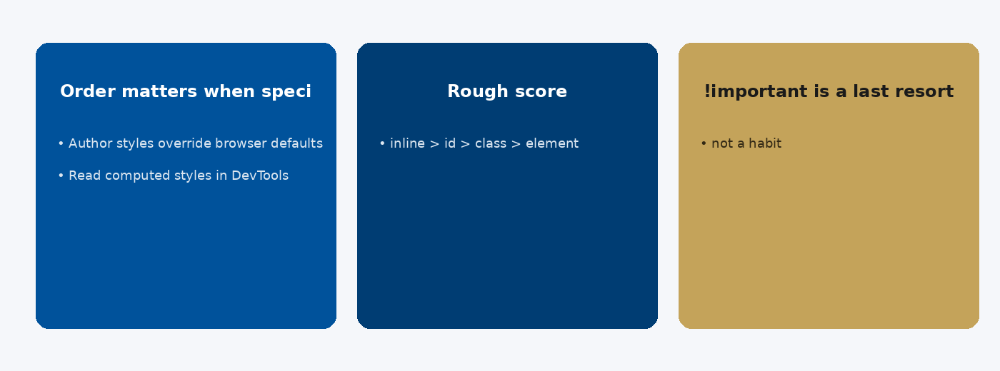 Order matters when speci
• Author styles override browser defaults
• Read computed styles in DevTools
Rough score
• inline > id > class > element
!important is a last resort
• not a habit